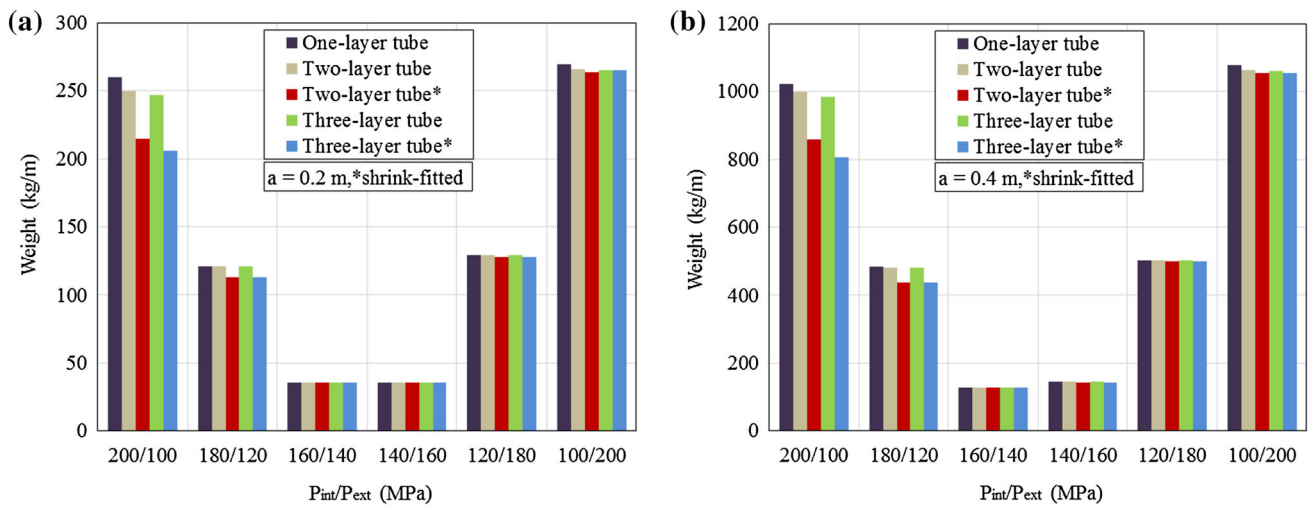 (a)
300
250
200
150
100
50
0
Weight (kg/m)
One-layer tube
Two-layer tube
Two-layer tube*
Three-layer tube
Three-layer tube*
a = 0.2 m,*shrink-fitted
200/100 180/120 160/140 140/160 120/180 100/200
Pint/Pext (MPa)
(b)
1200
1000
800
600
400
200
0
Weight (kg/m)
One-layer tube
Two-layer tube
Two-layer tube*
Three-layer tube
Three-layer tube*
a = 0.4 m,*shrink-fitted
200/100 180/120 160/140 140/160 120/180 100/200
Pint/Pext (MPa)